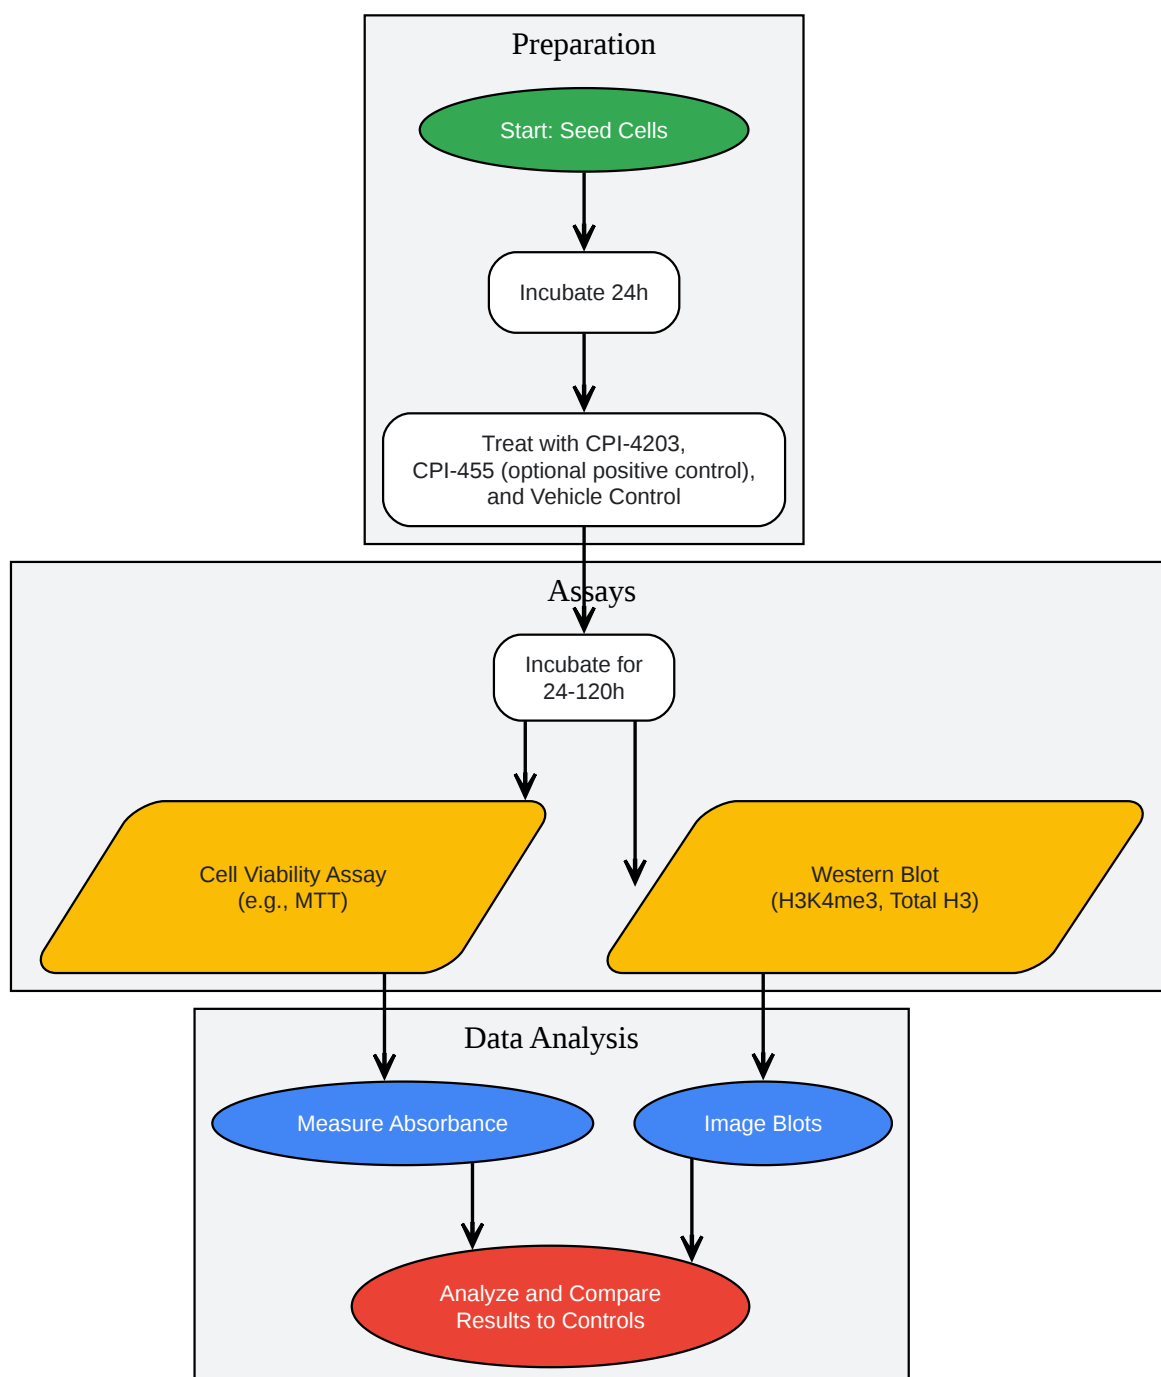 Preparation
Start: Seed Cells
Incubate 24h
Treat with CPI-4203,
CPI-455 (optional positive control),
and Vehicle Control
Assays
Incubate for
24-120h
Cell Viability Assay
(e.g., MTT)
Western Blot
(H3K4me3, Total H3)
Data Analysis
Measure Absorbance
Image Blots
Analyze and Compare
Results to Controls